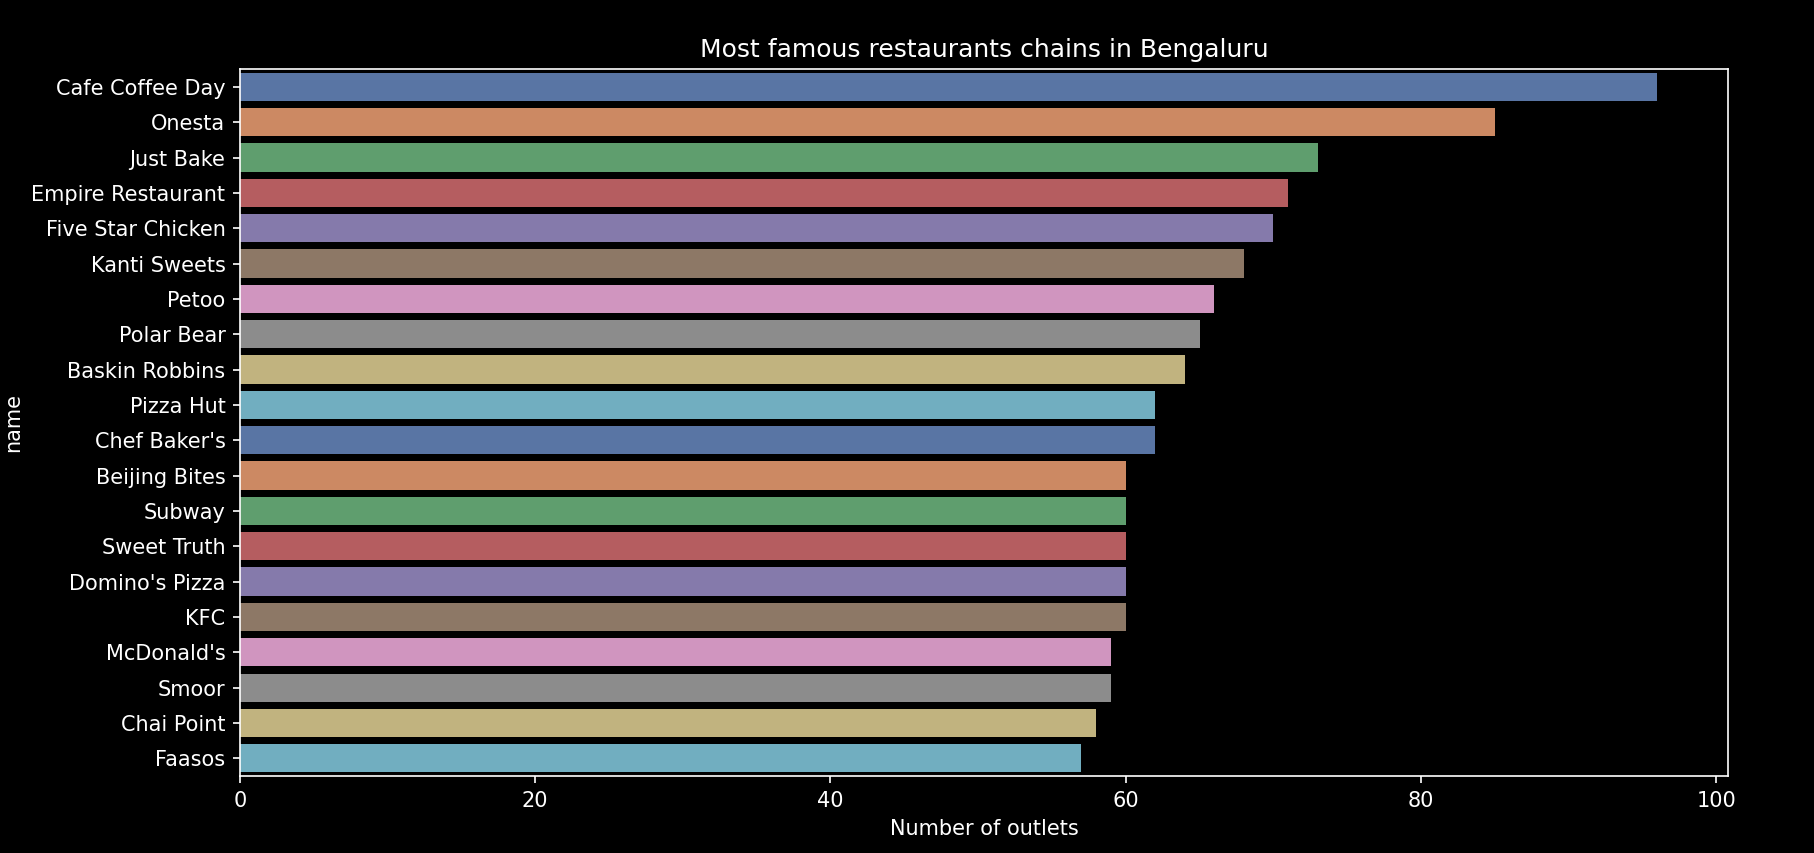 Most famous restaurants chains in Bengaluru
Cafe Coffee Day
Onesta
Just Bake
Empire Restaurant
Five Star Chicken
Kanti Sweets
Petoo
Polar Bear
Baskin Robbins
Pizza Hut
Chef Baker's
Beijing Bites
Subway
Sweet Truth
Domino's Pizza
KFC
McDonald's
Smoor
Chai Point
Faasos
name
0 20 40 60 80 100
Number of outlets